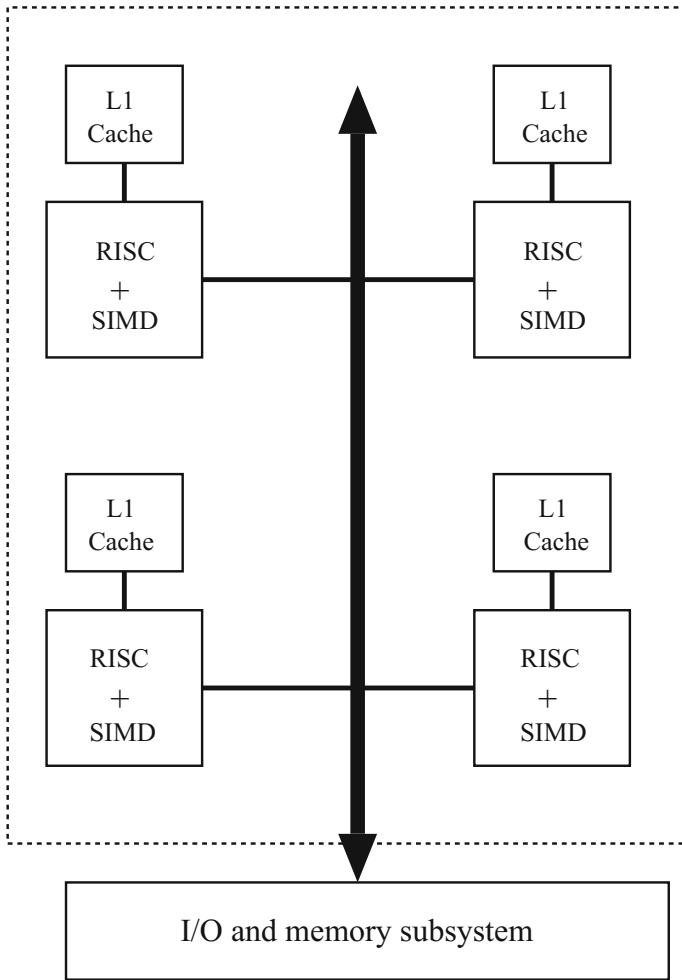 L1
Cache
L1
Cache
RISC
+
SIMD
RISC
+
SIMD
L1
Cache
L1
Cache
RISC
+
SIMD
RISC
+
SIMD
I/O and memory subsystem